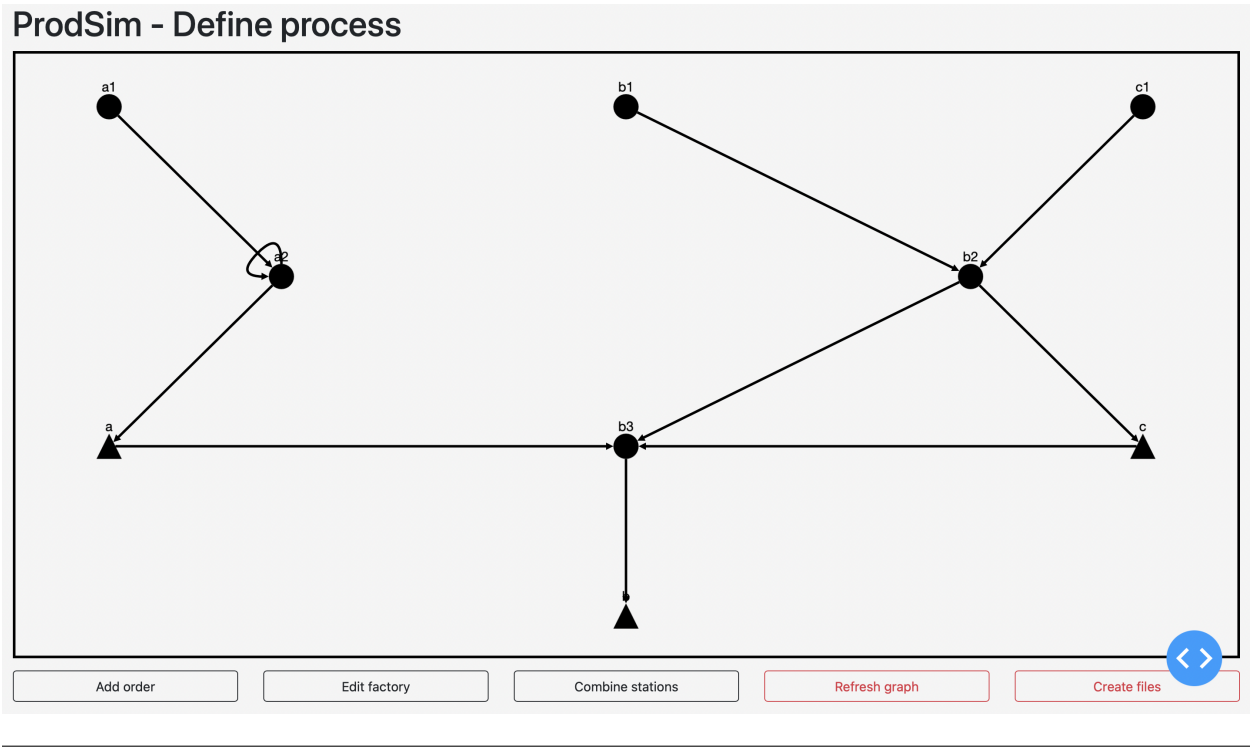 ProdSim - Define process
a1
b1
c1
a2
b2
a
b3
c
b
Add order
Edit factory
Combine stations
Refresh graph
Create files